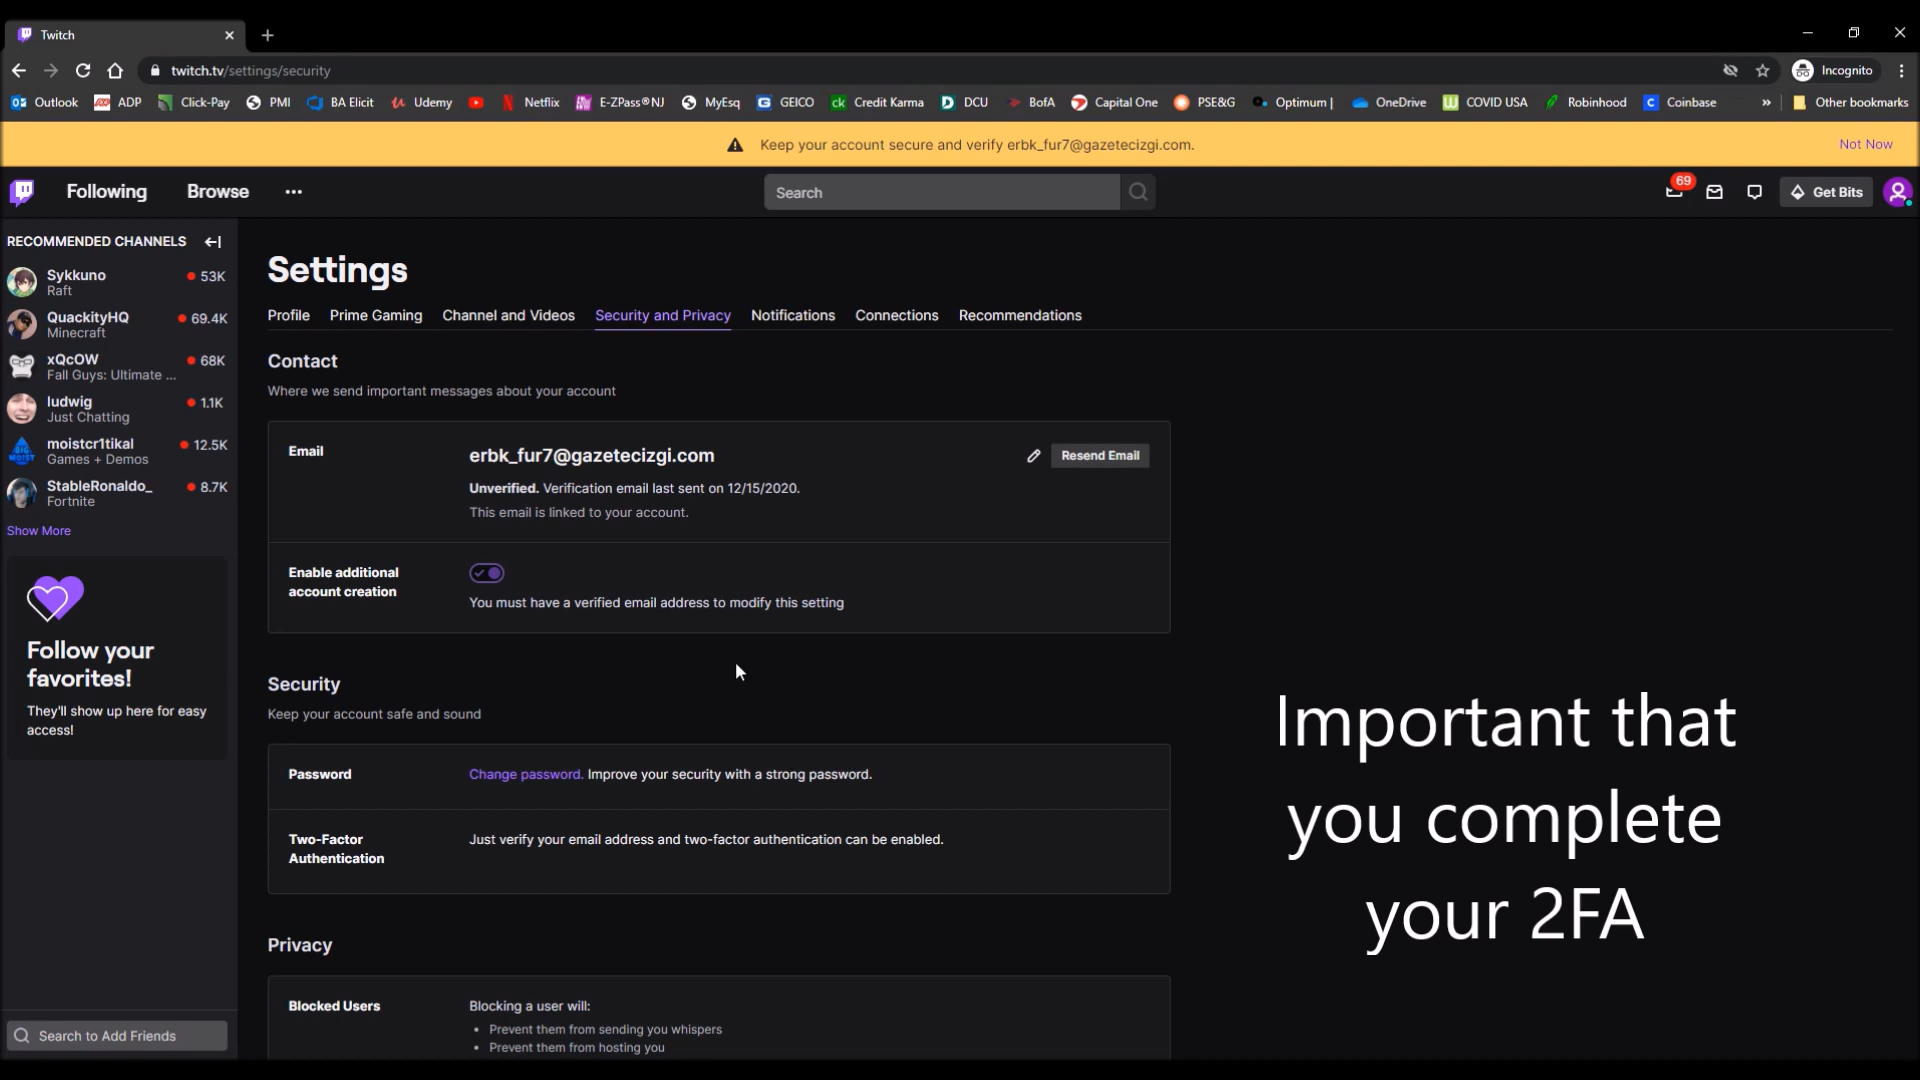 Twitch
twitch.tv/settings/security
Incognito
Outlook ADP Click-Pay PMI BA Elicit Udemy Netflix E-ZPass®NJ MyEsq GEICO Credit Karma DCU BofA Capital One PSE&G Optimum | OneDrive COVID USA Robinhood Coinbase » Other bookmarks
Keep your account secure and verify erbk_fur7@gazetecizgi.com.
Not Now
Following Browse
Search
69
Get Bits
RECOMMENDED CHANNELS
Sykkuno 53K
Raft
QuackityHQ 69.4K
Minecraft
xQcOW 68K
Fall Guys: Ultimate ...
ludwig 1.1K
Just Chatting
moistcr1tikal 12.5K
Games + Demos
StableRonaldo_ 8.7K
Fortnite
Show More
Follow your
favorites!
They'll show up here for easy
access!
Search to Add Friends
Settings
Profile Prime Gaming Channel and Videos Security and Privacy Notifications Connections Recommendations
Contact
Where we send important messages about your account
Email
erbk_fur7@gazetecizgi.com
Resend Email
Unverified. Verification email last sent on 12/15/2020.
This email is linked to your account.
Enable additional
account creation
You must have a verified email address to modify this setting
Security
Keep your account safe and sound
Password
Change password. Improve your security with a strong password.
Two-Factor
Authentication
Just verify your email address and two-factor authentication can be enabled.
Privacy
Blocked Users
Blocking a user will:
• Prevent them from sending you whispers
• Prevent them from hosting you
Important that
you complete
your 2FA